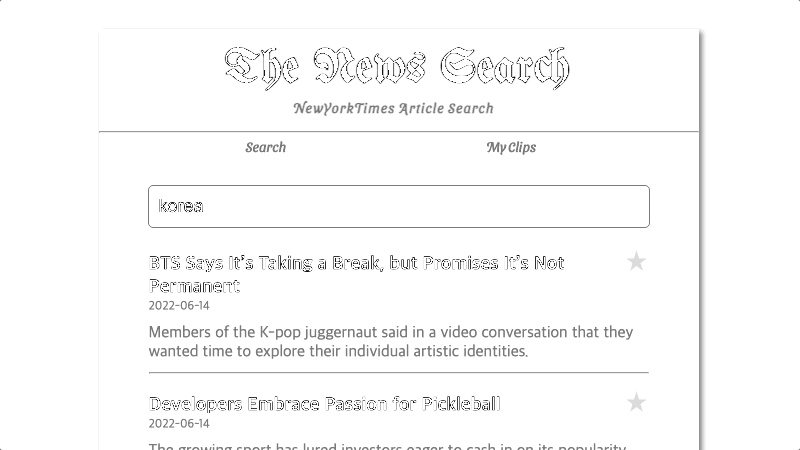 The News Search
NewYorkTimes Article Search
Search My Clips
korea
BTS Says It's Taking a Break, but Promises It's Not
Permanent
2022-06-14
Members of the K-pop juggernaut said in a video conversation that they
wanted time to explore their individual artistic identities.
Developers Embrace Passion for Pickleball
2022-06-14
The growing sport has lured investors eager to cash in on its popularity